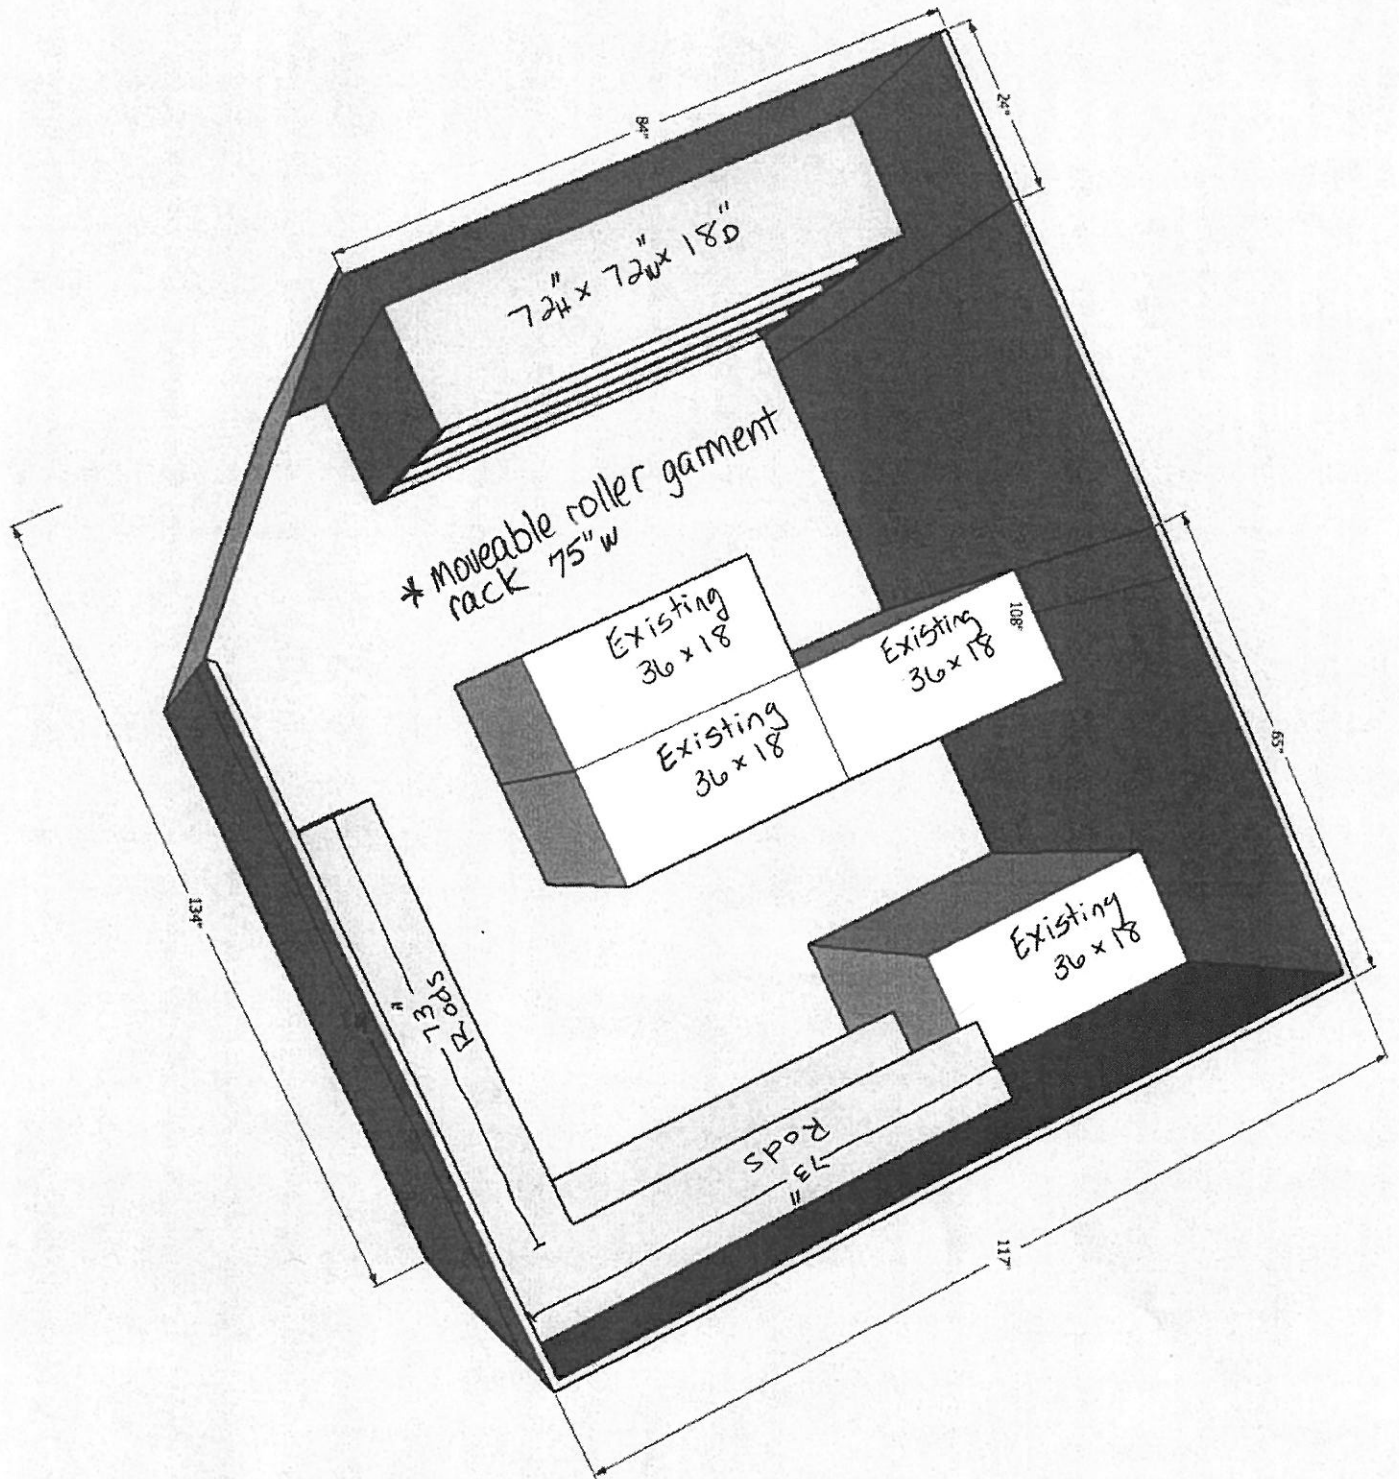 84"
24"
72"H x 72"W x 18"D
* moveable roller garment
rack 75"W
Existing
36 x 18
Existing
36 x 18
108"
Existing
36 x 18
65"
Existing
36 x 18
134"
73"
Rods
Rods
73"
117"